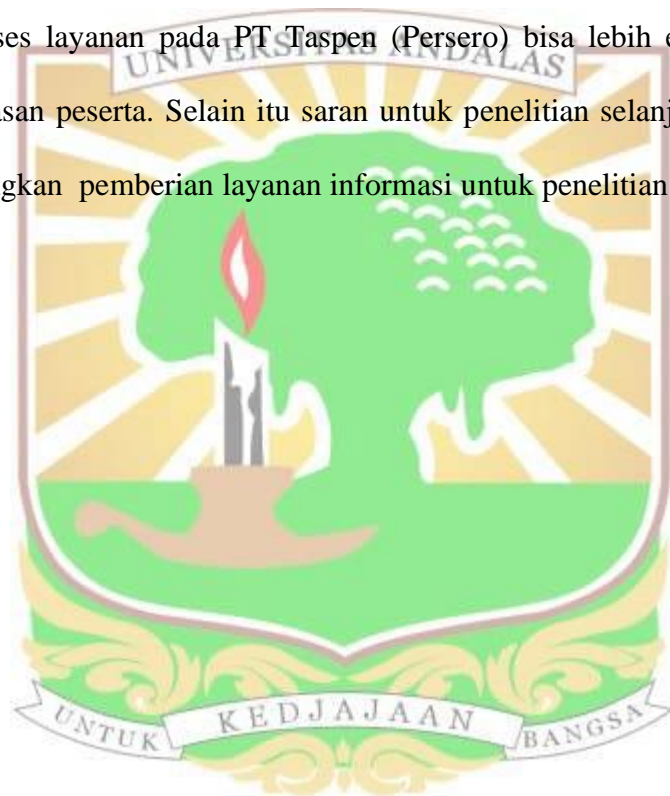 ses layanan pada PT Taspen (Persero) bisa lebih e
UNIVERSITAS ANDALAS
asan peserta. Selain itu saran untuk penelitian selanj
gkan pemberian layanan informasi untuk penelitian
UNTUK KEDJAJAAN BANGSA